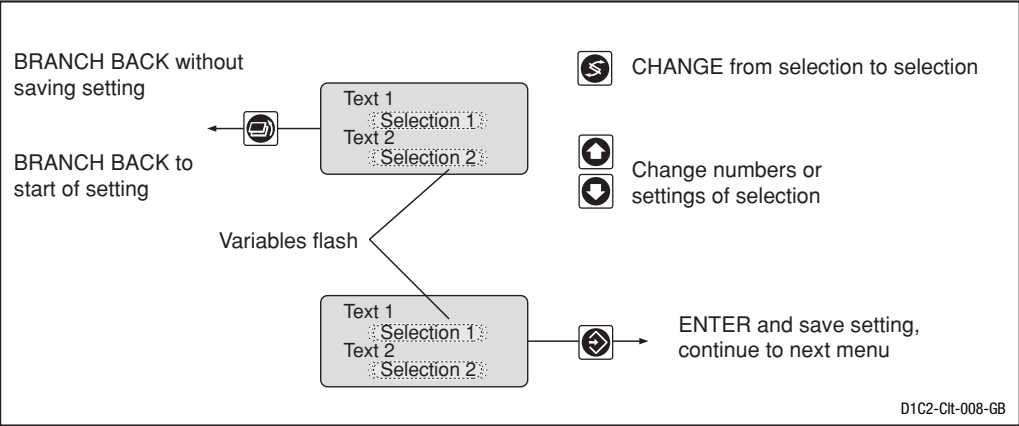 BRANCH BACK without
saving setting
BRANCH BACK to
start of setting
Text 1
Selection 1
Text 2
Selection 2
CHANGE from selection to selection
Change numbers or
settings of selection
Variables flash
Text 1
Selection 1
Text 2
Selection 2
ENTER and save setting,
continue to next menu
D1C2-Clt-008-GB